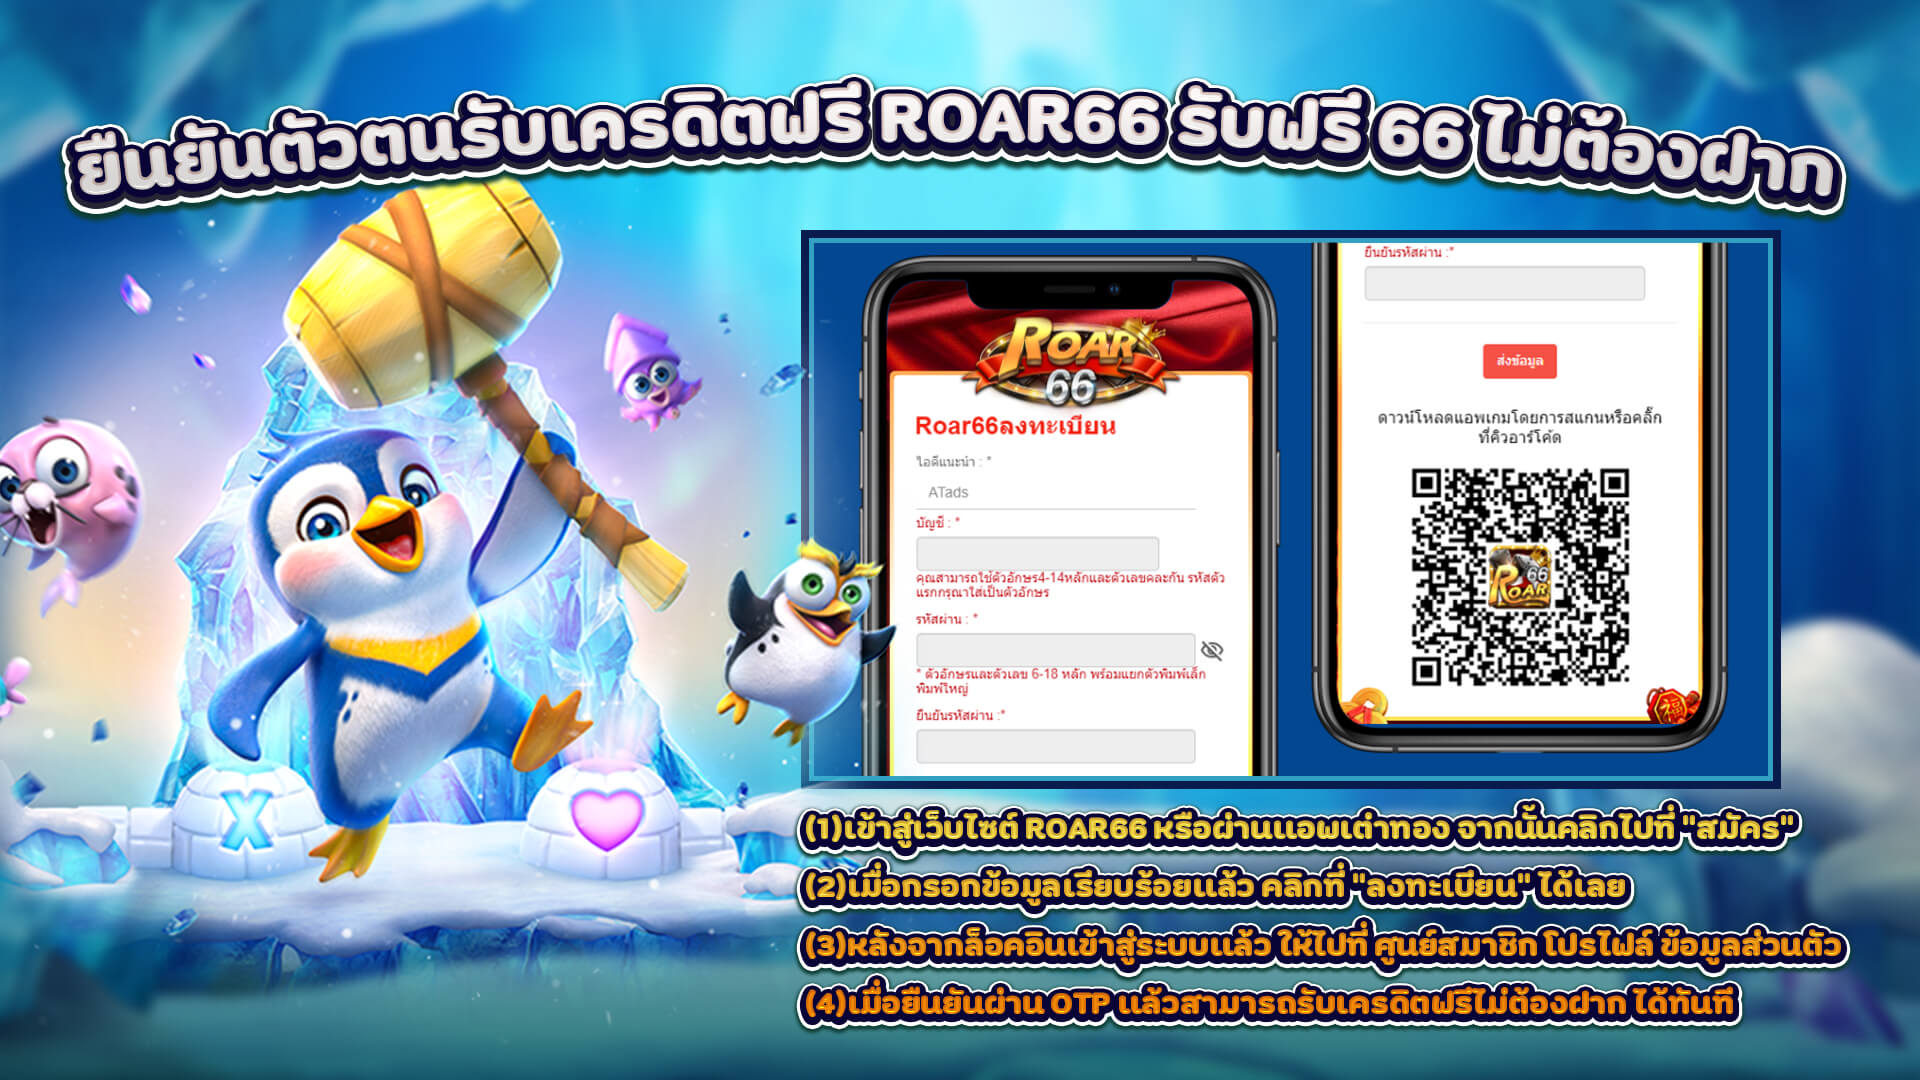 ยืนยันตัวตนรับเครดิตฟรี ROAR66 รับฟรี 66 ไม่ต้องฝาก
ROAR
66
Roar66ลงทะเบียน
ไอดีแนะนำ : *
ATads
บัญชี : *
คุณสามารถใช้ตัวอักษร4-14หลักและตัวเลขคละกัน รหัสตัว
แรกกรุณาใส่เป็นตัวอักษร
รหัสผ่าน : *
* ตัวอักษรและตัวเลข 6-18 หลัก พร้อมแยกตัวพิมพ์เล็ก
พิมพ์ใหญ่
ยืนยันรหัสผ่าน :*
ยืนยันรหัสผ่าน :*
ส่งข้อมูล
ดาวน์โหลดแอพเกมโดยการสแกนหรือคลิ๊ก
ที่คิวอาร์โค้ด
66
ROAR
福
X
(1)เข้าสู่เว็บไซต์ ROAR66 หรือผ่านแอพเต๋าทอง จากนั้นคลิกไปที่ "สมัคร"
(2)เมื่อกรอกข้อมูลเรียบร้อยแล้ว คลิกที่ "ลงทะเบียน" ได้เลย
(3)หลังจากล็อคอินเข้าสู่ระบบแล้ว ให้ไปที่ ศูนย์สมาชิก โปรไฟล์ ข้อมูลส่วนตัว
(4)เมื่อยืนยันผ่าน OTP แล้วสามารถรับเครดิตฟรีไม่ต้องฝาก ได้ทันที